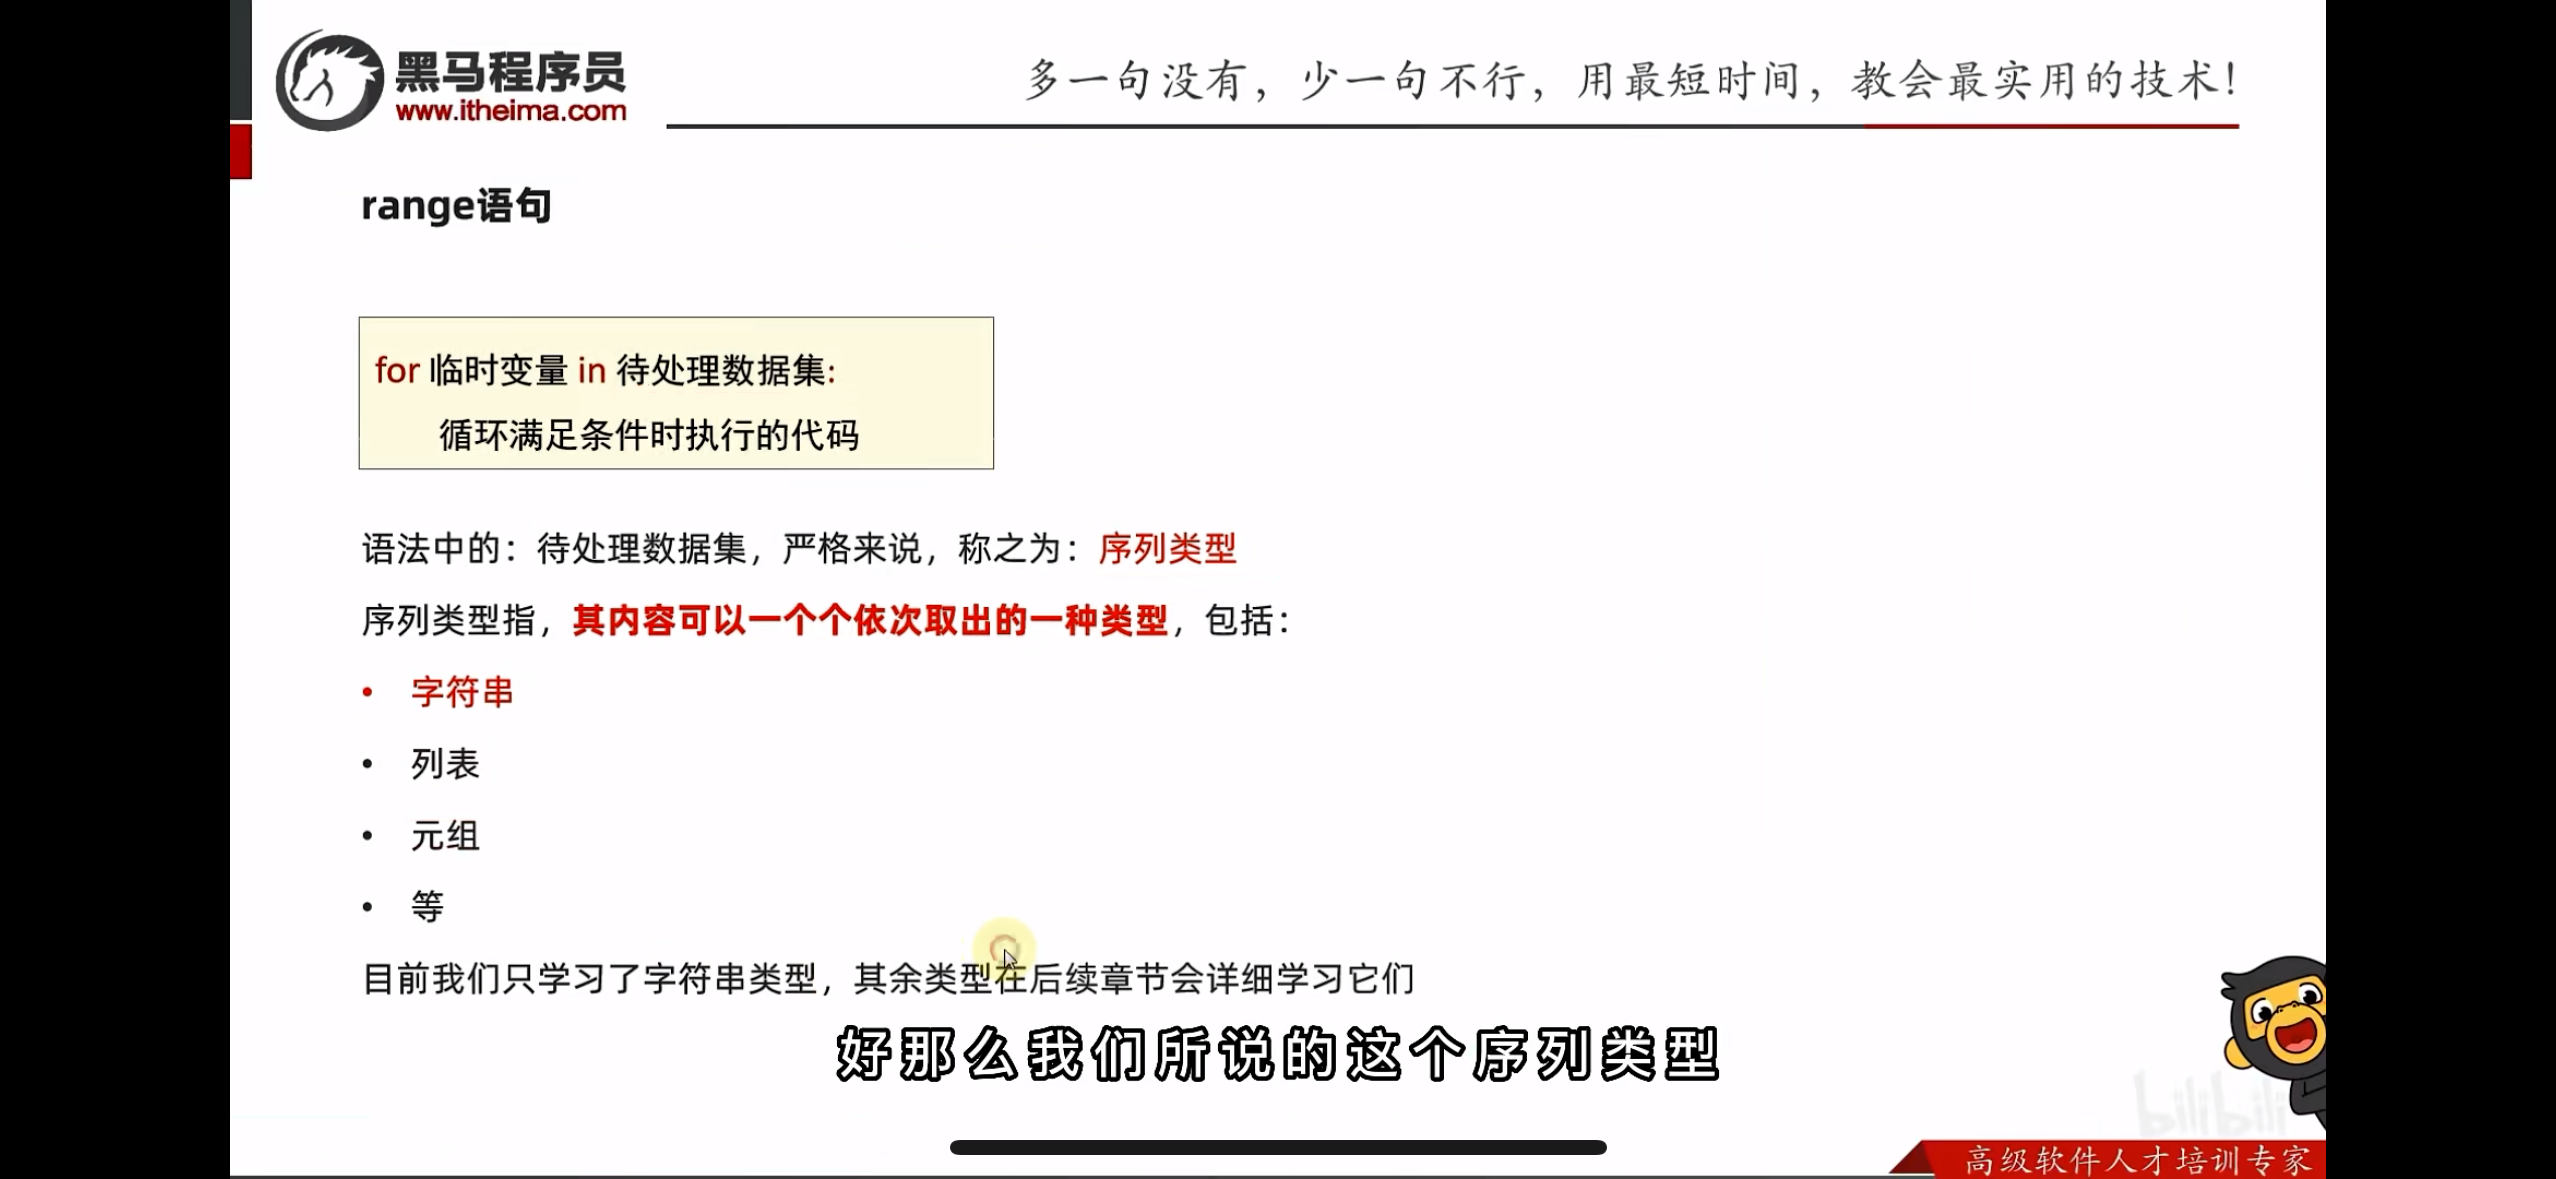 黑马程序员
www.itheima.com
多一句没有，少一句不行，用最短时间，教会最实用的技术！
range语句
for 临时变量 in 待处理数据集:
循环满足条件时执行的代码
语法中的：待处理数据集，严格来说，称之为：序列类型
序列类型指，其内容可以一个个依次取出的一种类型，包括：
• 字符串
• 列表
• 元组
• 等
目前我们只学习了字符串类型，其余类型在后续章节会详细学习它们
好那么我们所说的这个序列类型
bilibili
高级软件人才培训专家